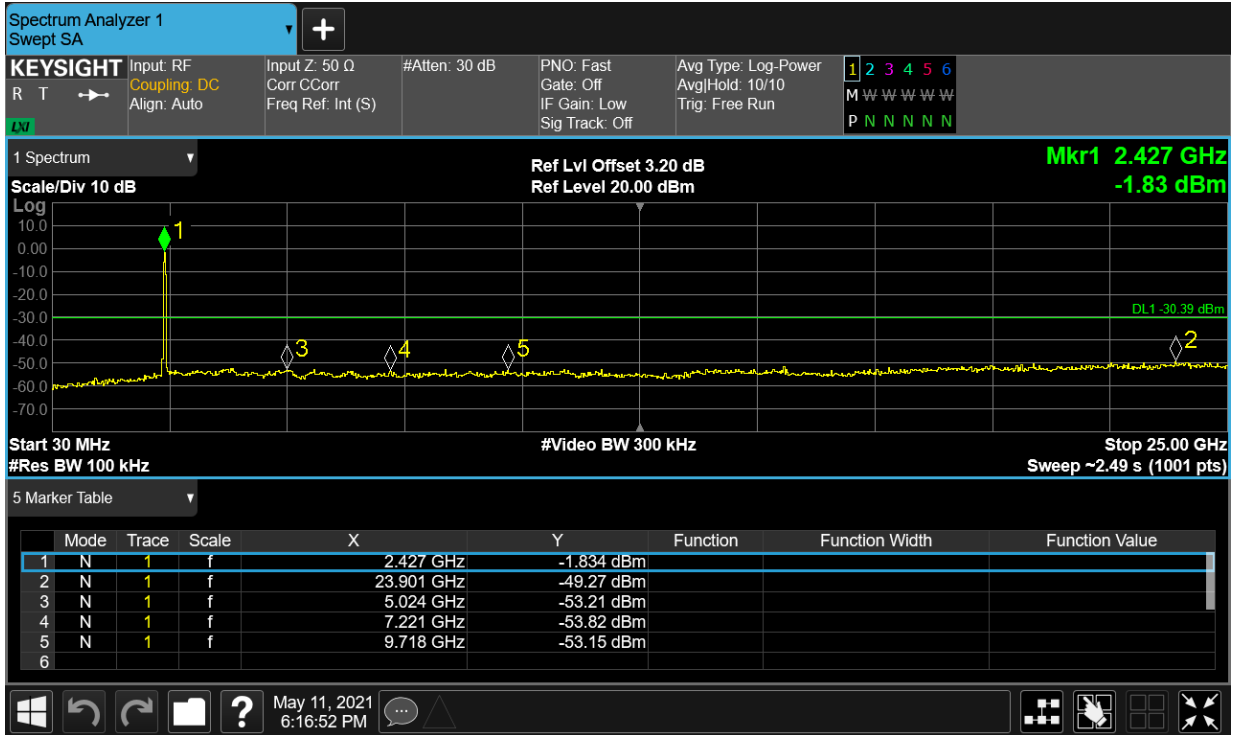 Spectrum Analyzer 1
Swept SA
KEYSIGHT
R T
LXI
Input: RF
Coupling: DC
Align: Auto
Input Z: 50 Ω
Corr CCorr
Freq Ref: Int (S)
#Atten: 30 dB
PNO: Fast
Gate: Off
IF Gain: Low
Sig Track: Off
Avg Type: Log-Power
Avg|Hold: 10/10
Trig: Free Run
1 2 3 4 5 6
M W W W W W
P N N N N N
1 Spectrum
Scale/Div 10 dB
Ref Lvl Offset 3.20 dB
Ref Level 20.00 dBm
Mkr1 2.427 GHz
-1.83 dBm
Log
10.0
0.00
-10.0
-20.0
-30.0
-40.0
-50.0
-60.0
-70.0
1
DL1 -30.39 dBm
3
4
5
2
Start 30 MHz
#Video BW 300 kHz
Stop 25.00 GHz
#Res BW 100 kHz
Sweep ~2.49 s (1001 pts)
5 Marker Table
Mode Trace Scale X Y Function Function Width Function Value
1 N 1 f 2.427 GHz -1.834 dBm
2 N 1 f 23.901 GHz -49.27 dBm
3 N 1 f 5.024 GHz -53.21 dBm
4 N 1 f 7.221 GHz -53.82 dBm
5 N 1 f 9.718 GHz -53.15 dBm
6
?
May 11, 2021
6:16:52 PM